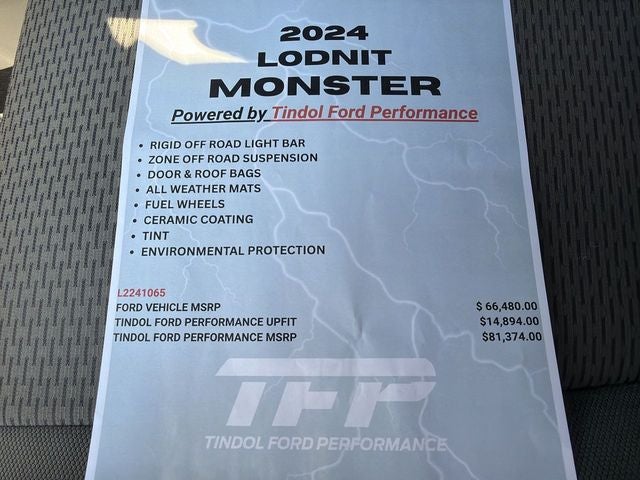 2024
LODNIT
MONSTER
Powered by Tindol Ford Performance
• RIGID OFF ROAD LIGHT BAR
• ZONE OFF ROAD SUSPENSION
• DOOR & ROOF BAGS
• ALL WEATHER MATS
• FUEL WHEELS
• CERAMIC COATING
• TINT
• ENVIRONMENTAL PROTECTION
L2241065
FORD VEHICLE MSRP $ 66,480.00
TINDOL FORD PERFORMANCE UPFIT $14,894.00
TINDOL FORD PERFORMANCE MSRP $81,374.00
TFP
TINDOL FORD PERFORMANCE